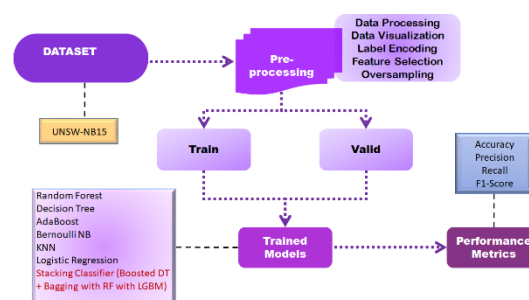 DATASET
Pre-
processing
Data Processing
Data Visualization
Label Encoding
Feature Selection
Oversampling
UNSW-NB15
Train
Valid
Accuracy
Precision
Recall
F1-Score
Random Forest
Decision Tree
AdaBoost
Bernoulli NB
KNN
Logistic Regression
Stacking Classifier (Boosted DT
+ Bagging with RF with LGBM)
Trained
Models
Performance
Metrics